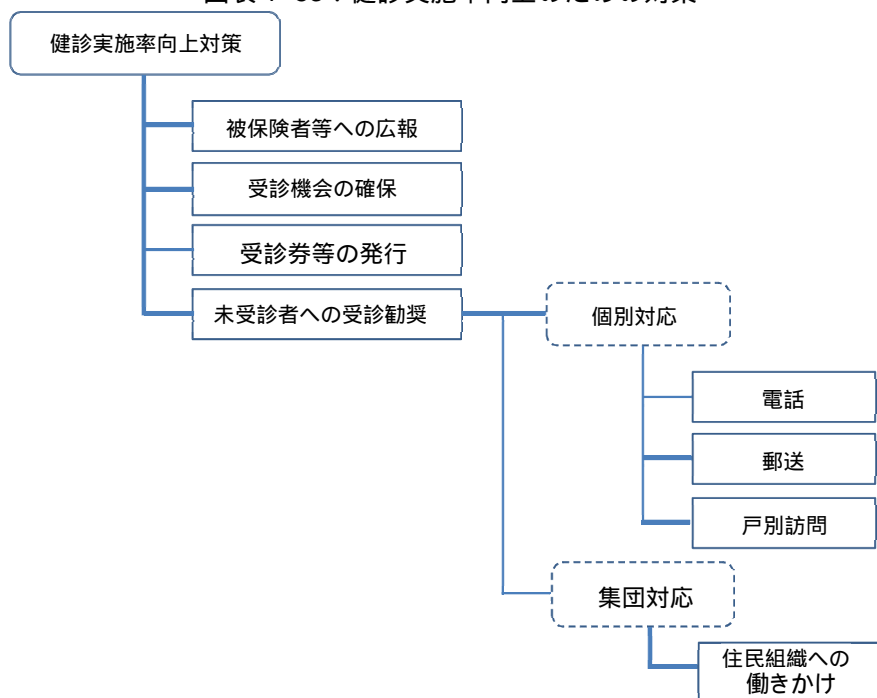 健診実施率向上対策
被保険者等への広報
受診機会の確保
受診券等の発行
未受診者への受診勧奨
個別対応
電話
郵送
戸別訪問
集団対応
住民組織への
働きかけ